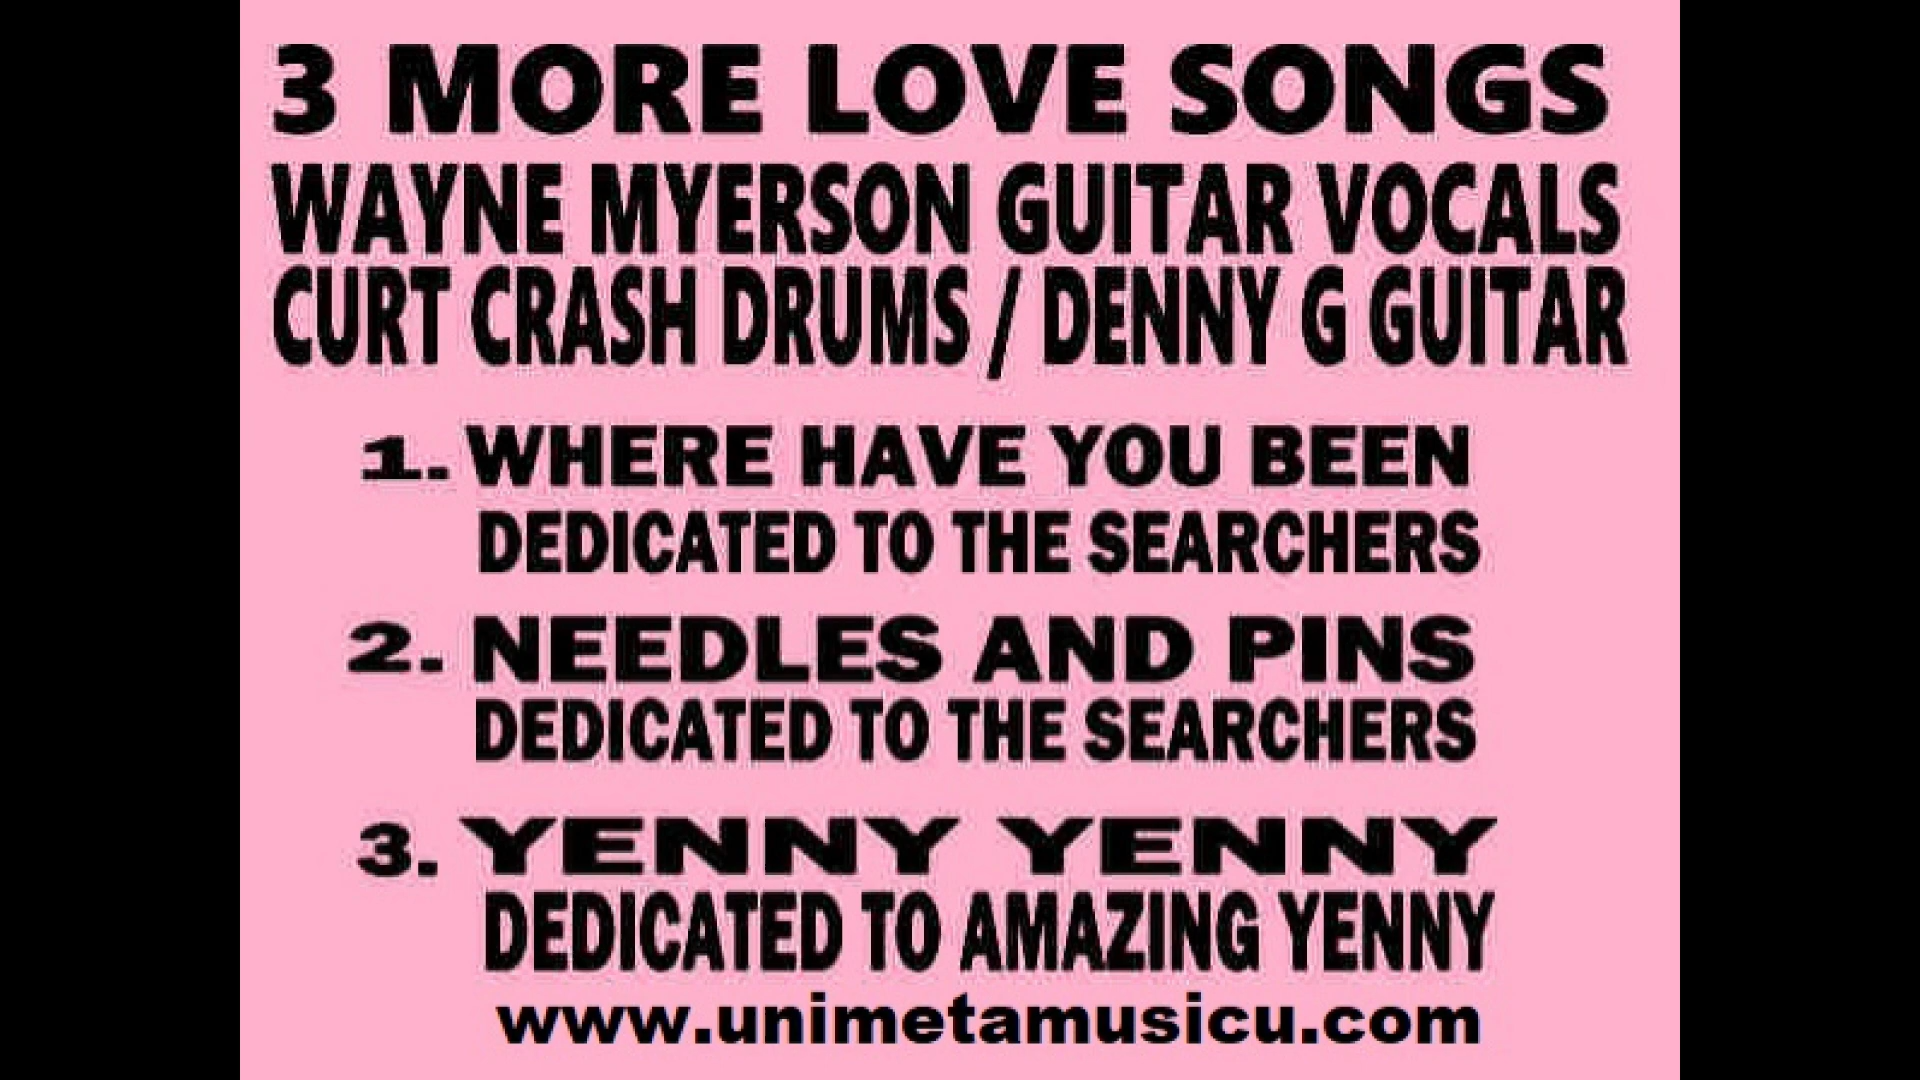 3 MORE LOVE SONGS
WAYNE MYERSON GUITAR VOCALS
CURT CRASH DRUMS / DENNY G GUITAR
1. WHERE HAVE YOU BEEN
DEDICATED TO THE SEARCHERS
2. NEEDLES AND PINS
DEDICATED TO THE SEARCHERS
3. YENNY YENNY
DEDICATED TO AMAZING YENNY
www.unimetamusicu.com